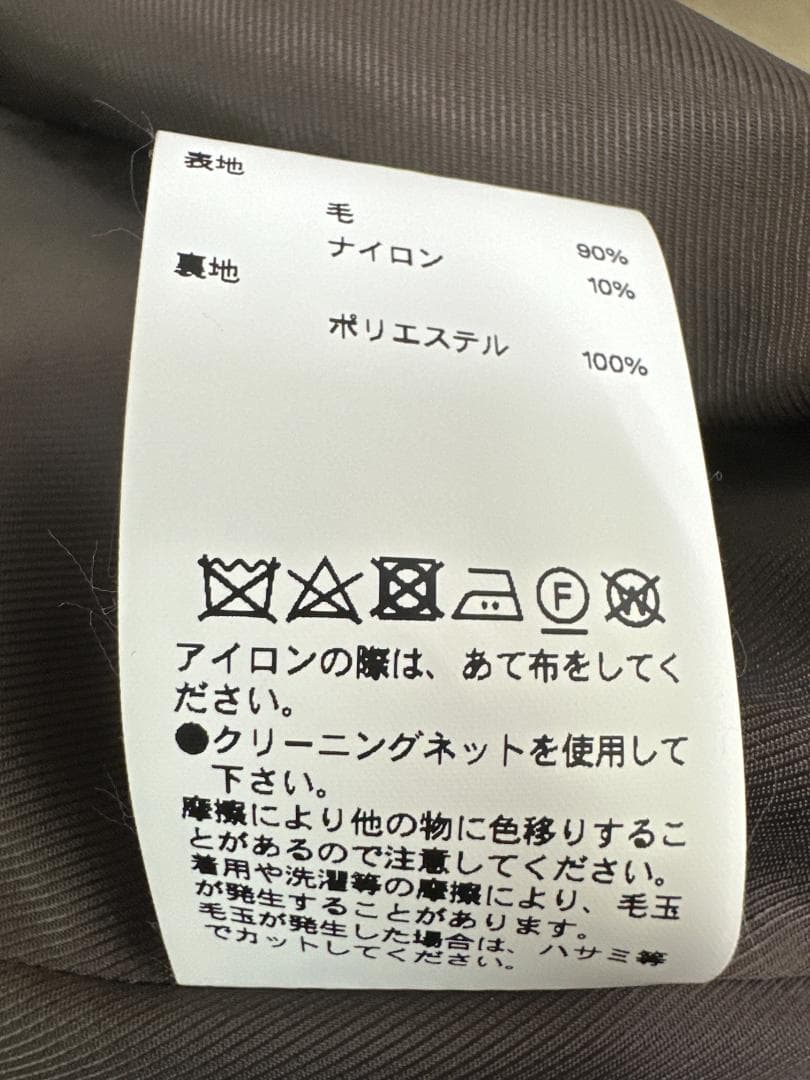 表地
毛 90%
ナイロン 10%
裏地
ポリエステル 100%
F W
アイロンの際は、あて布をしてく
ださい。
●クリーニングネットを使用して
下さい。
摩擦により他の物に色移りするこ
とがあるので注意してください。
着用や洗濯等の摩擦により、毛玉
が発生することがあります。
毛玉が発生した場合は、ハサミ等
でカットしてください。